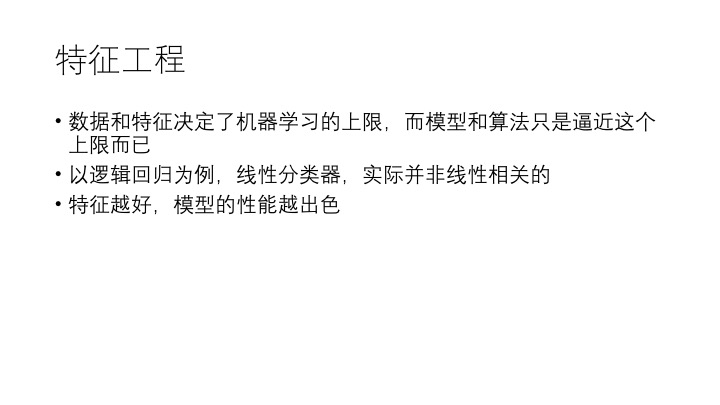 特征工程
• 数据和特征决定了机器学习的上限，而模型和算法只是逼近这个
上限而已
• 以逻辑回归为例，线性分类器，实际并非线性相关的
• 特征越好，模型的性能越出色